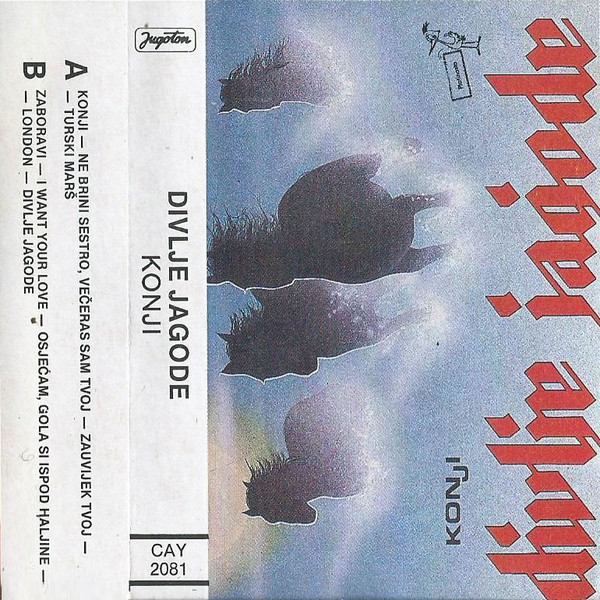 A KONJI — NE BRINI SESTRO, VEČERAS SAM TVOJ — ZAUVIJEK TVOJ —
— TURSKI MARŠ
B ZABORAVI — I WANT YOUR LOVE — OSJEĆAM, GOLA SI ISPOD HALJINE —
— LONDON — DIVLJE JAGODE
Jugoton
DIVLJE JAGODE
KONJI
CAY
2081
divlje jagode
KONJI